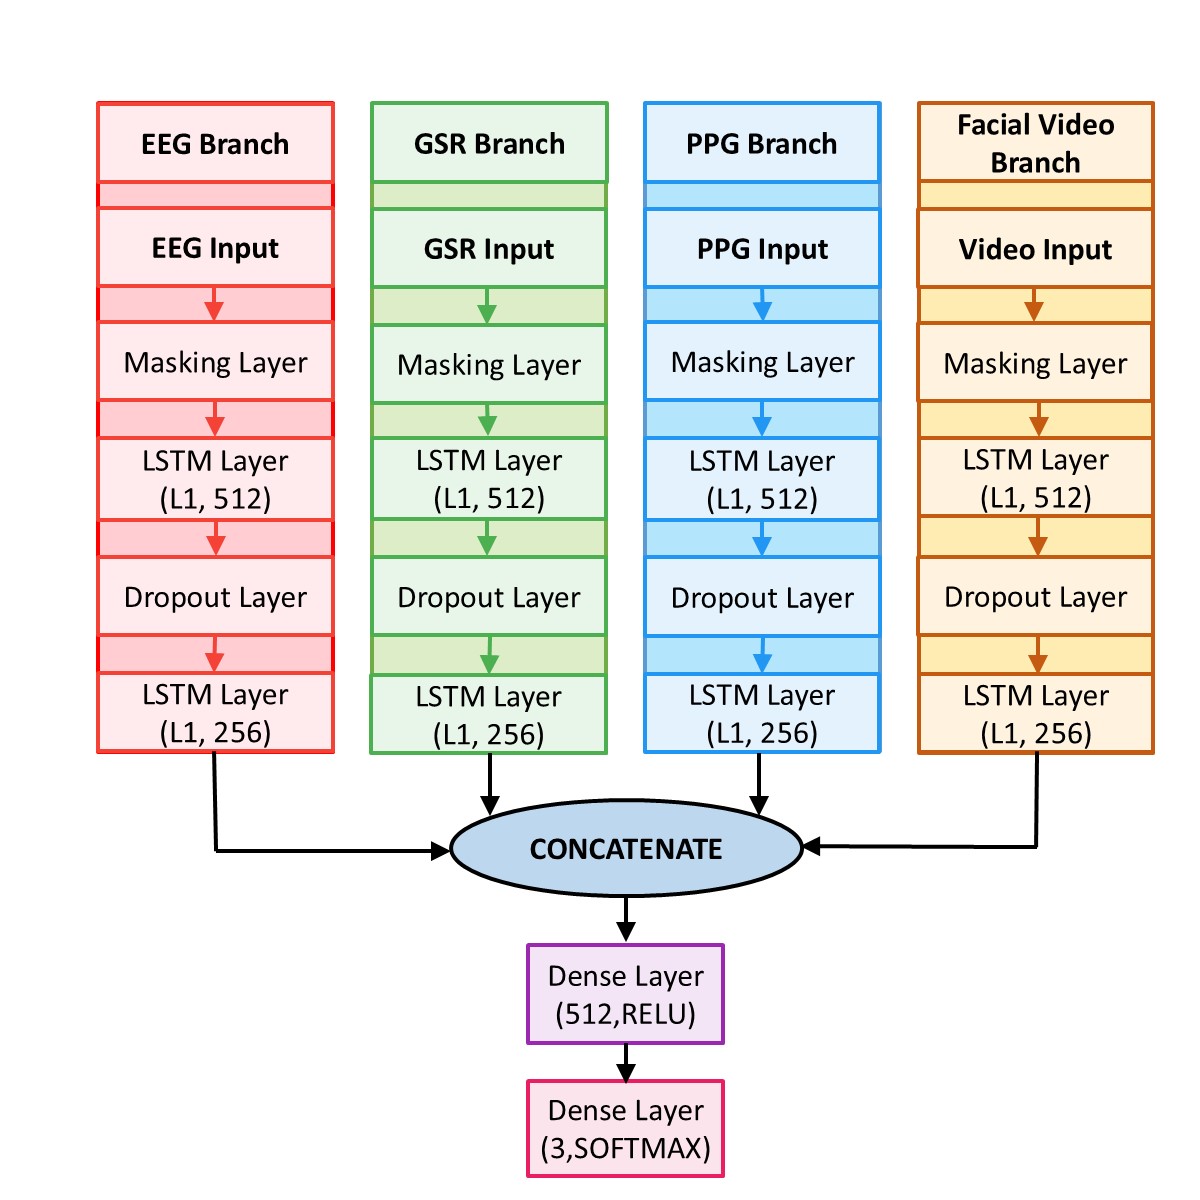 EEG Branch
EEG Input
Masking Layer
LSTM Layer
(L1, 512)
Dropout Layer
LSTM Layer
(L1, 256)
GSR Branch
GSR Input
Masking Layer
LSTM Layer
(L1, 512)
Dropout Layer
LSTM Layer
(L1, 256)
PPG Branch
PPG Input
Masking Layer
LSTM Layer
(L1, 512)
Dropout Layer
LSTM Layer
(L1, 256)
Facial Video
Branch
Video Input
Masking Layer
LSTM Layer
(L1, 512)
Dropout Layer
LSTM Layer
(L1, 256)
CONCATENATE
Dense Layer
(512,RELU)
Dense Layer
(3,SOFTMAX)